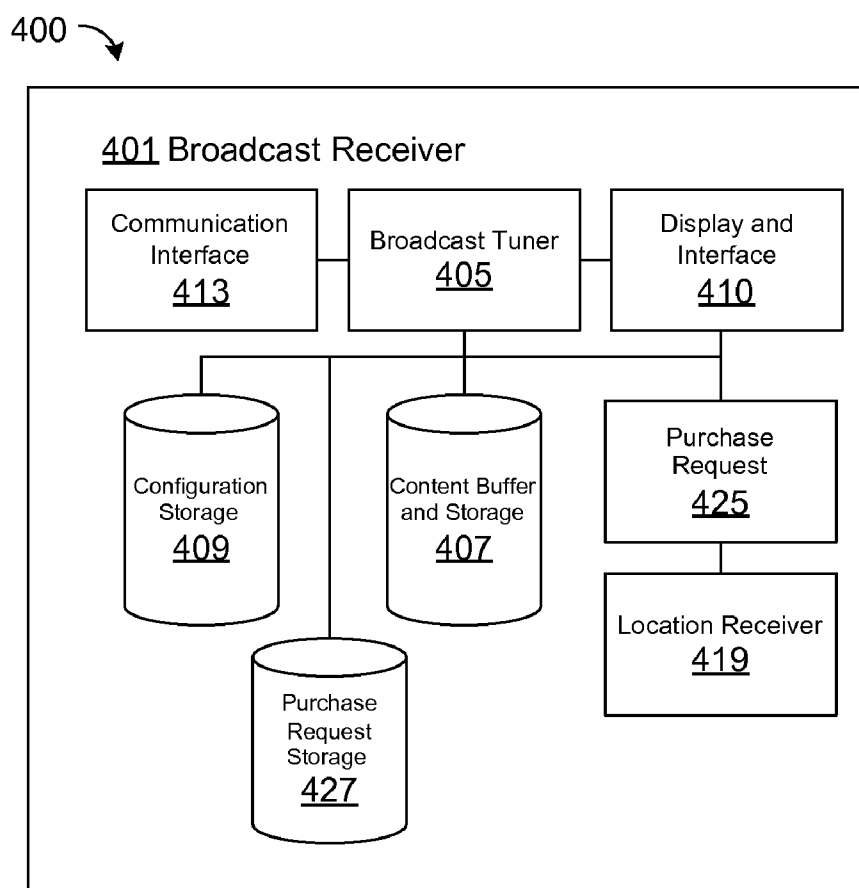 400
401 Broadcast Receiver
Communication
Interface
413
Broadcast Tuner
405
Display and
Interface
410
Configuration
Storage
409
Content Buffer
and Storage
407
Purchase
Request
425
Location Receiver
419
Purchase
Request
Storage
427